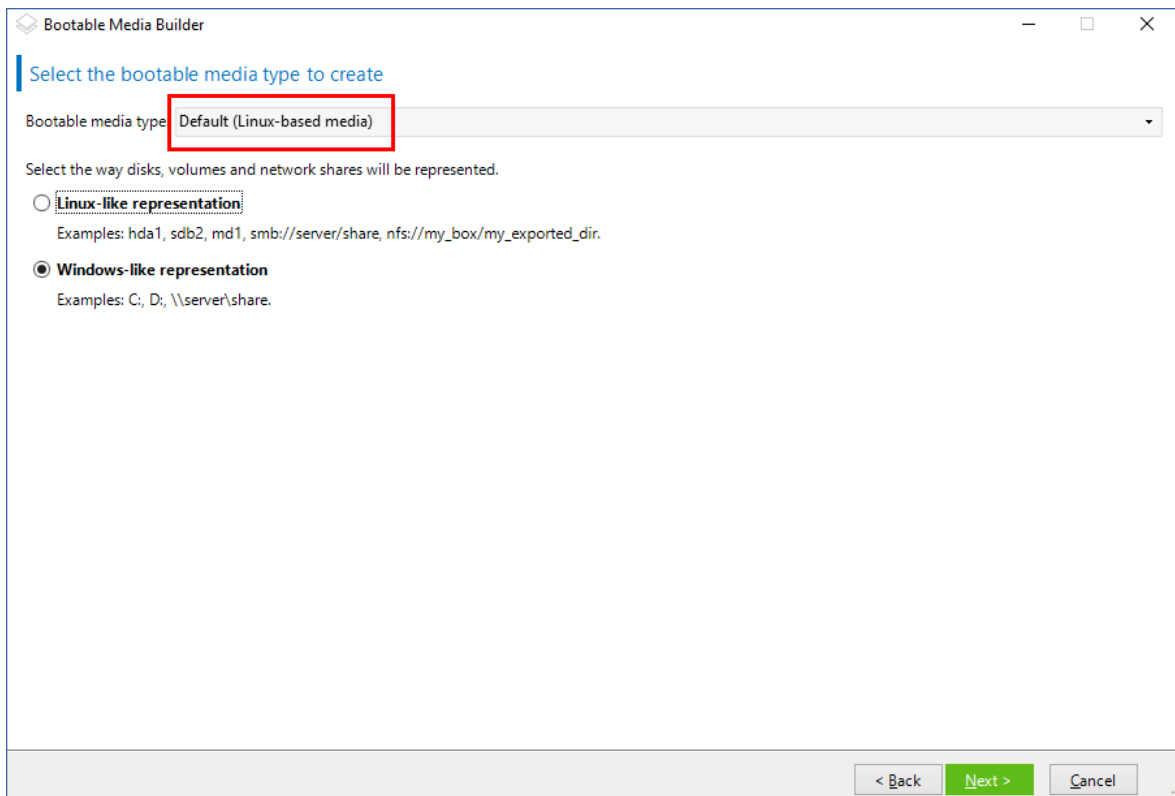 Bootable Media Builder
Select the bootable media type to create
Bootable media type: Default (Linux-based media)
Select the way disks, volumes and network shares will be represented.
Linux-like representation
Examples: hda1, sdb2, md1, smb://server/share, nfs://my_box/my_exported_dir.
Windows-like representation
Examples: C:, D:, \\server\share.
< Back Next > Cancel